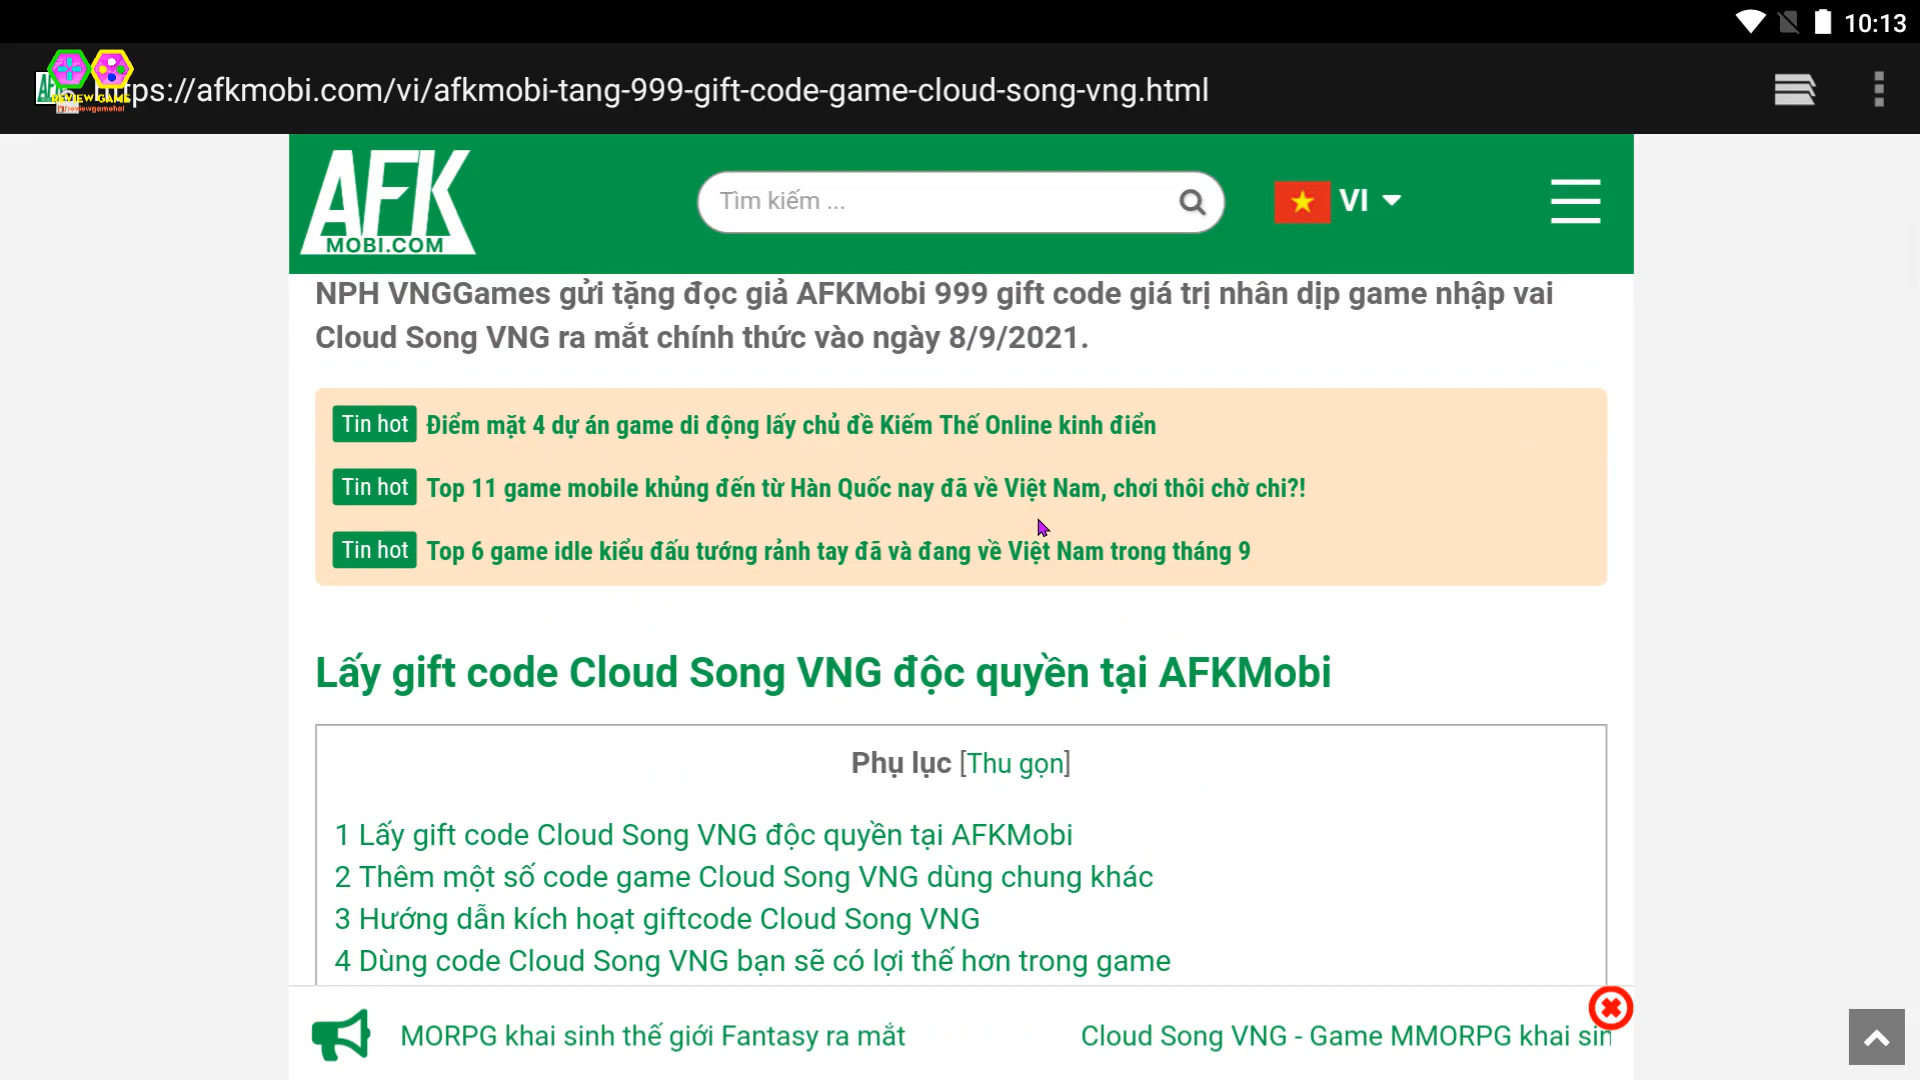 10:13
REVIEW GAME
https://afkmobi.com/vi/afkmobi-tang-999-gift-code-game-cloud-song-vng.html
AFK
MOBI.COM
Tìm kiếm ...
VI
NPH VNGGames gửi tặng đọc giả AFKMobi 999 gift code giá trị nhân dịp game nhập vai
Cloud Song VNG ra mắt chính thức vào ngày 8/9/2021.
Tin hot Điểm mặt 4 dự án game di động lấy chủ đề Kiếm Thế Online kinh điển
Tin hot Top 11 game mobile khủng đến từ Hàn Quốc nay đã về Việt Nam, chơi thôi chờ chi?!
Tin hot Top 6 game idle kiểu đấu tướng rảnh tay đã và đang về Việt Nam trong tháng 9
Lấy gift code Cloud Song VNG độc quyền tại AFKMobi
Phụ lục [Thu gọn]
1 Lấy gift code Cloud Song VNG độc quyền tại AFKMobi
2 Thêm một số code game Cloud Song VNG dùng chung khác
3 Hướng dẫn kích hoạt giftcode Cloud Song VNG
4 Dùng code Cloud Song VNG bạn sẽ có lợi thế hơn trong game
MORPG khai sinh thế giới Fantasy ra mắt
Cloud Song VNG - Game MMORPG khai sin